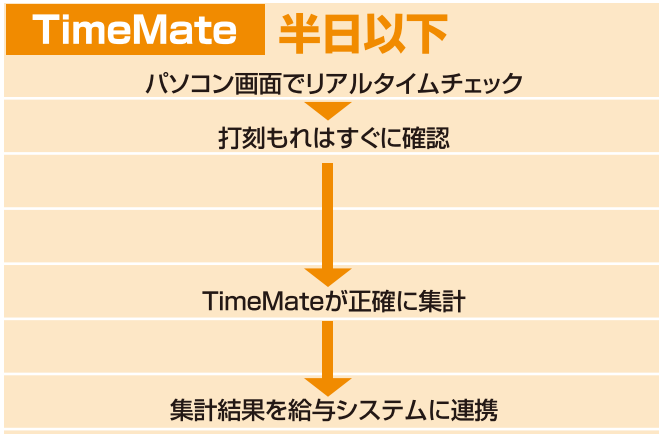 TimeMate 半日以下
パソコン画面でリアルタイムチェック
打刻もれはすぐに確認
TimeMateが正確に集計
集計結果を給与システムに連携